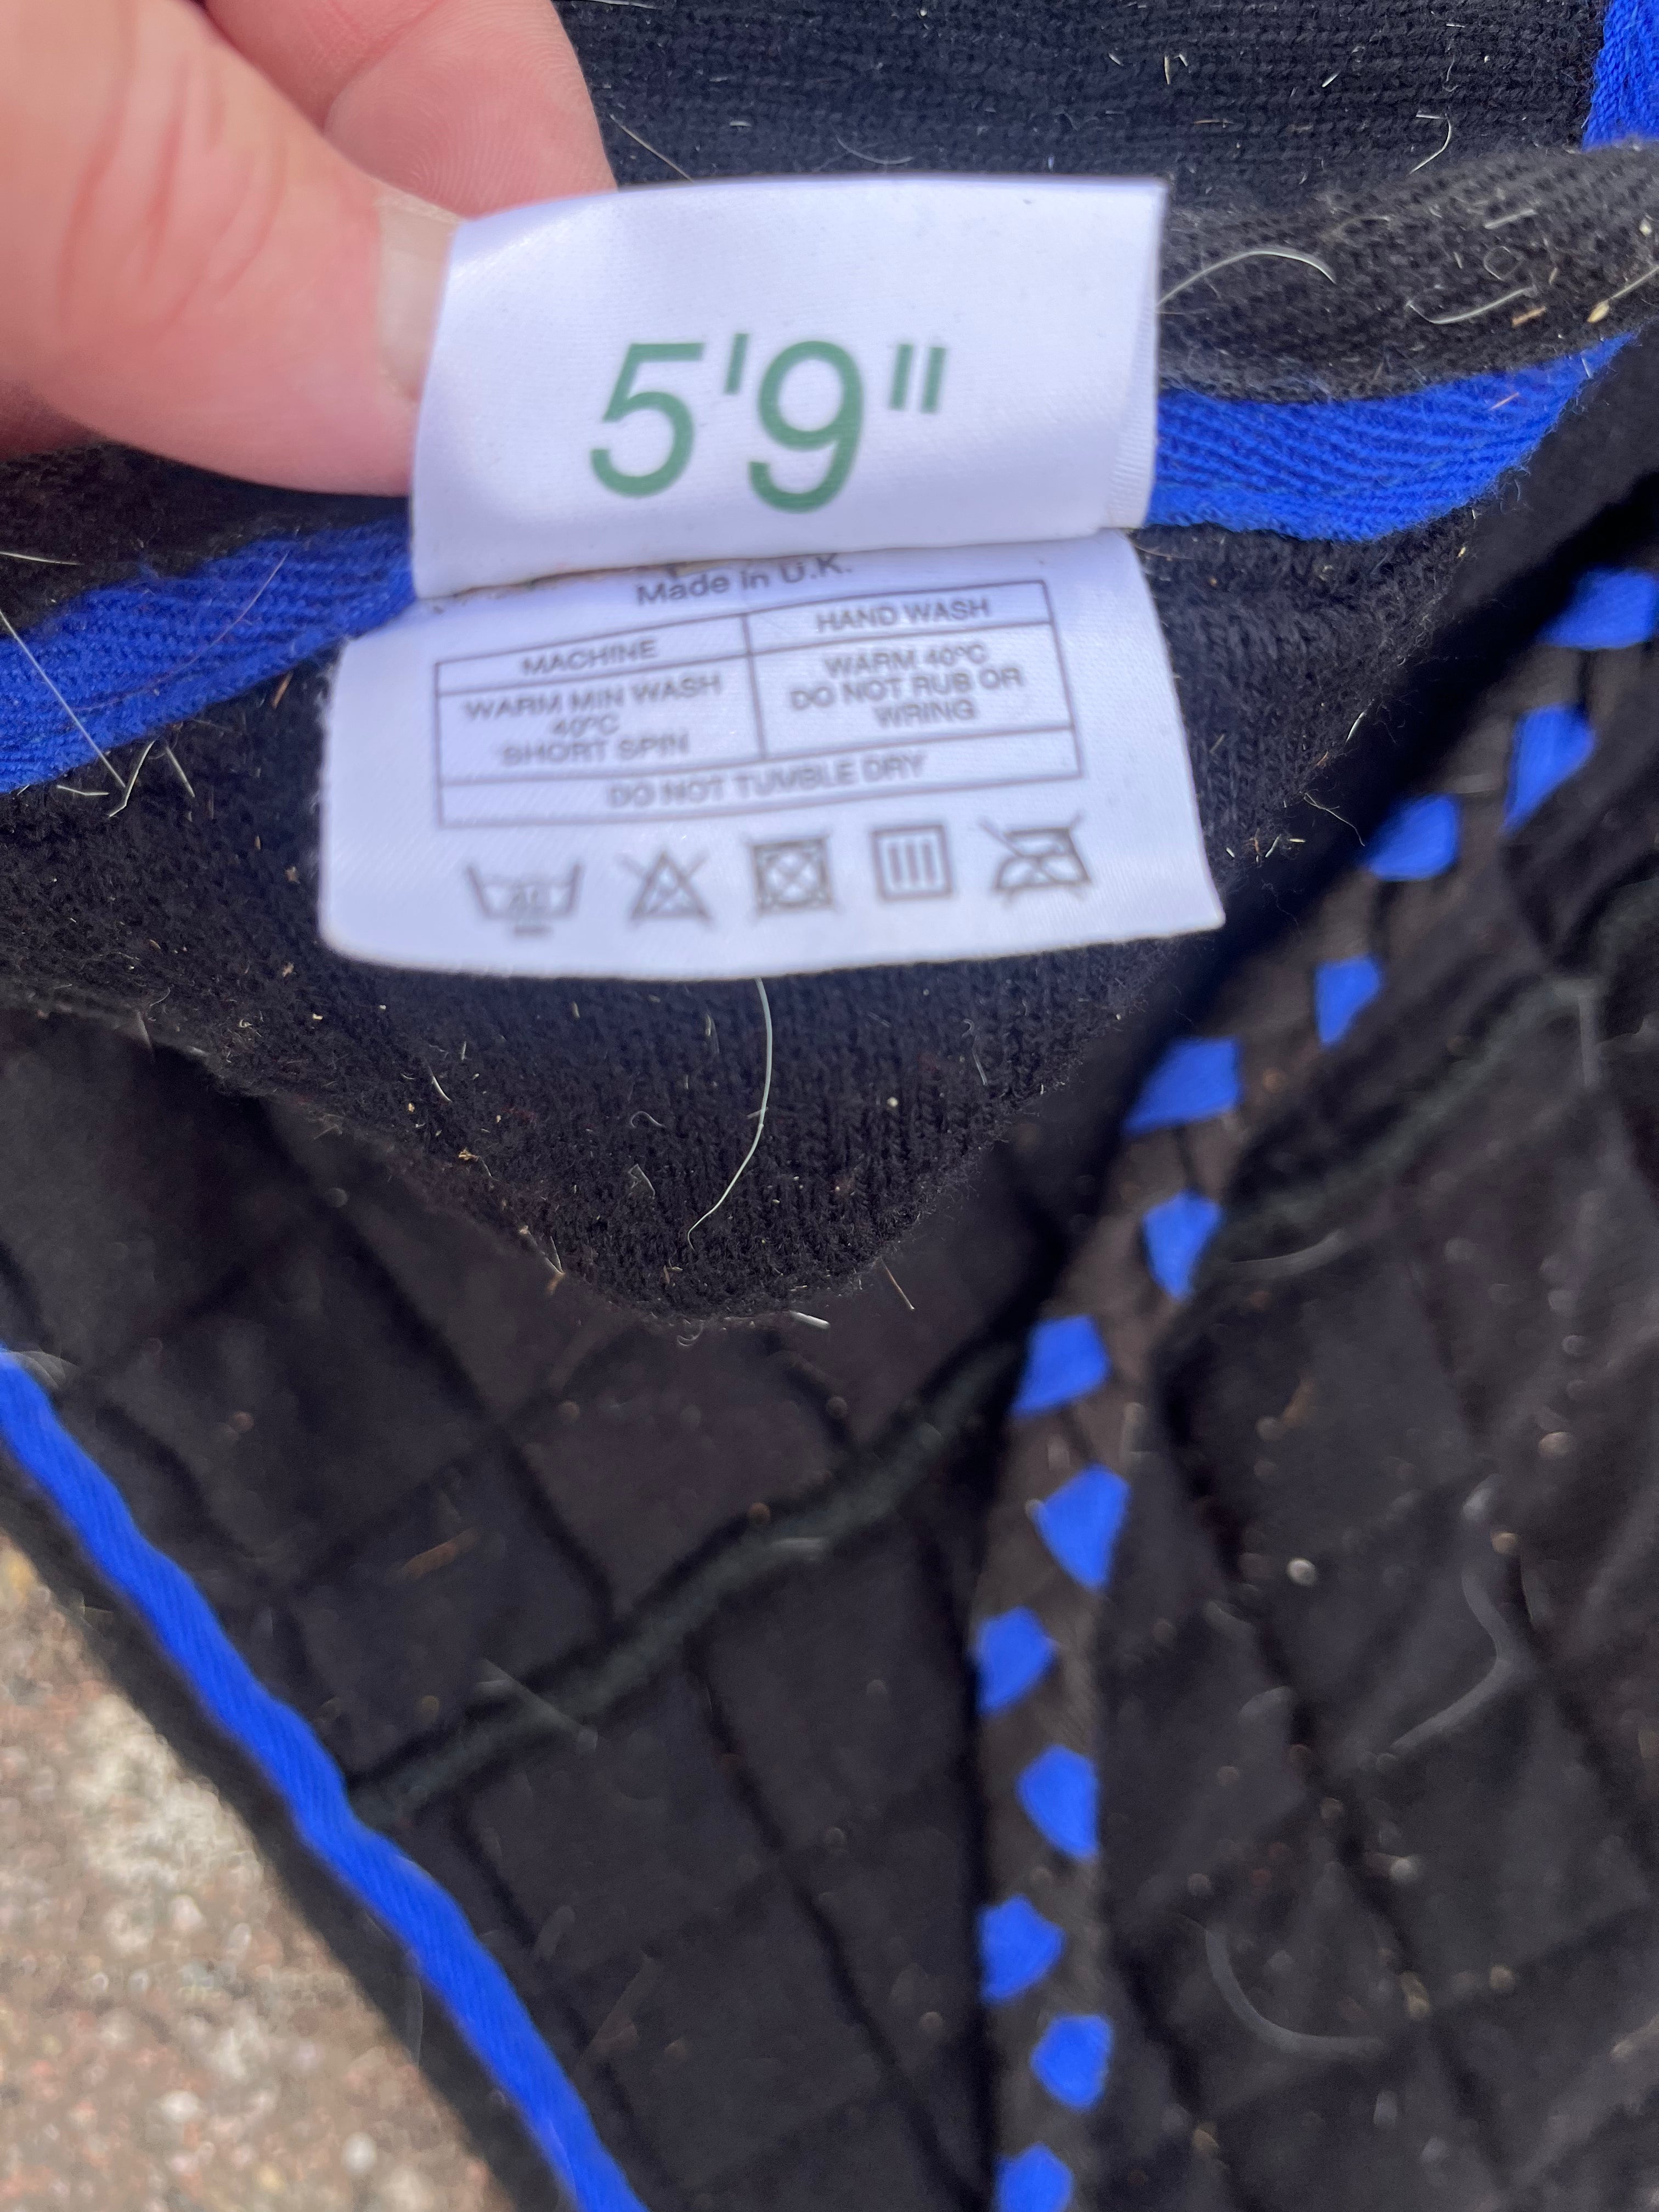 5'9"
Made in U.K.
MACHINE
HAND WASH
WARM MIN WASH
40°C
SHORT SPIN
WARM 40°C
DO NOT RUB OR
WRING
DO NOT TUMBLE DRY
40